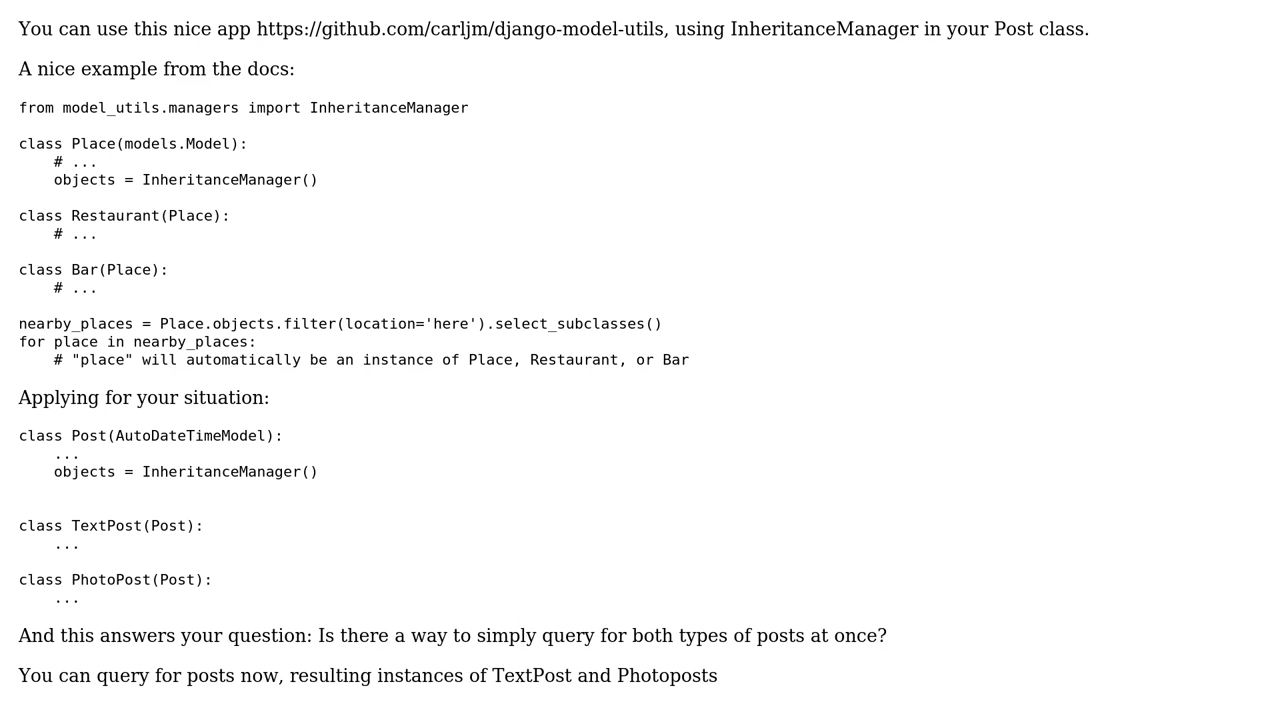 You can use this nice app https://github.com/carljm/django-model-utils, using InheritanceManager in your Post class.
A nice example from the docs:
from model_utils.managers import InheritanceManager
class Place(models.Model):
    # ...
    objects = InheritanceManager()
class Restaurant(Place):
    # ...
class Bar(Place):
    # ...
nearby_places = Place.objects.filter(location='here').select_subclasses()
for place in nearby_places:
    # "place" will automatically be an instance of Place, Restaurant, or Bar
Applying for your situation:
class Post(AutoDateTimeModel):
    ...
    objects = InheritanceManager()
class TextPost(Post):
    ...
class PhotoPost(Post):
    ...
And this answers your question: Is there a way to simply query for both types of posts at once?
You can query for posts now, resulting instances of TextPost and Photoposts